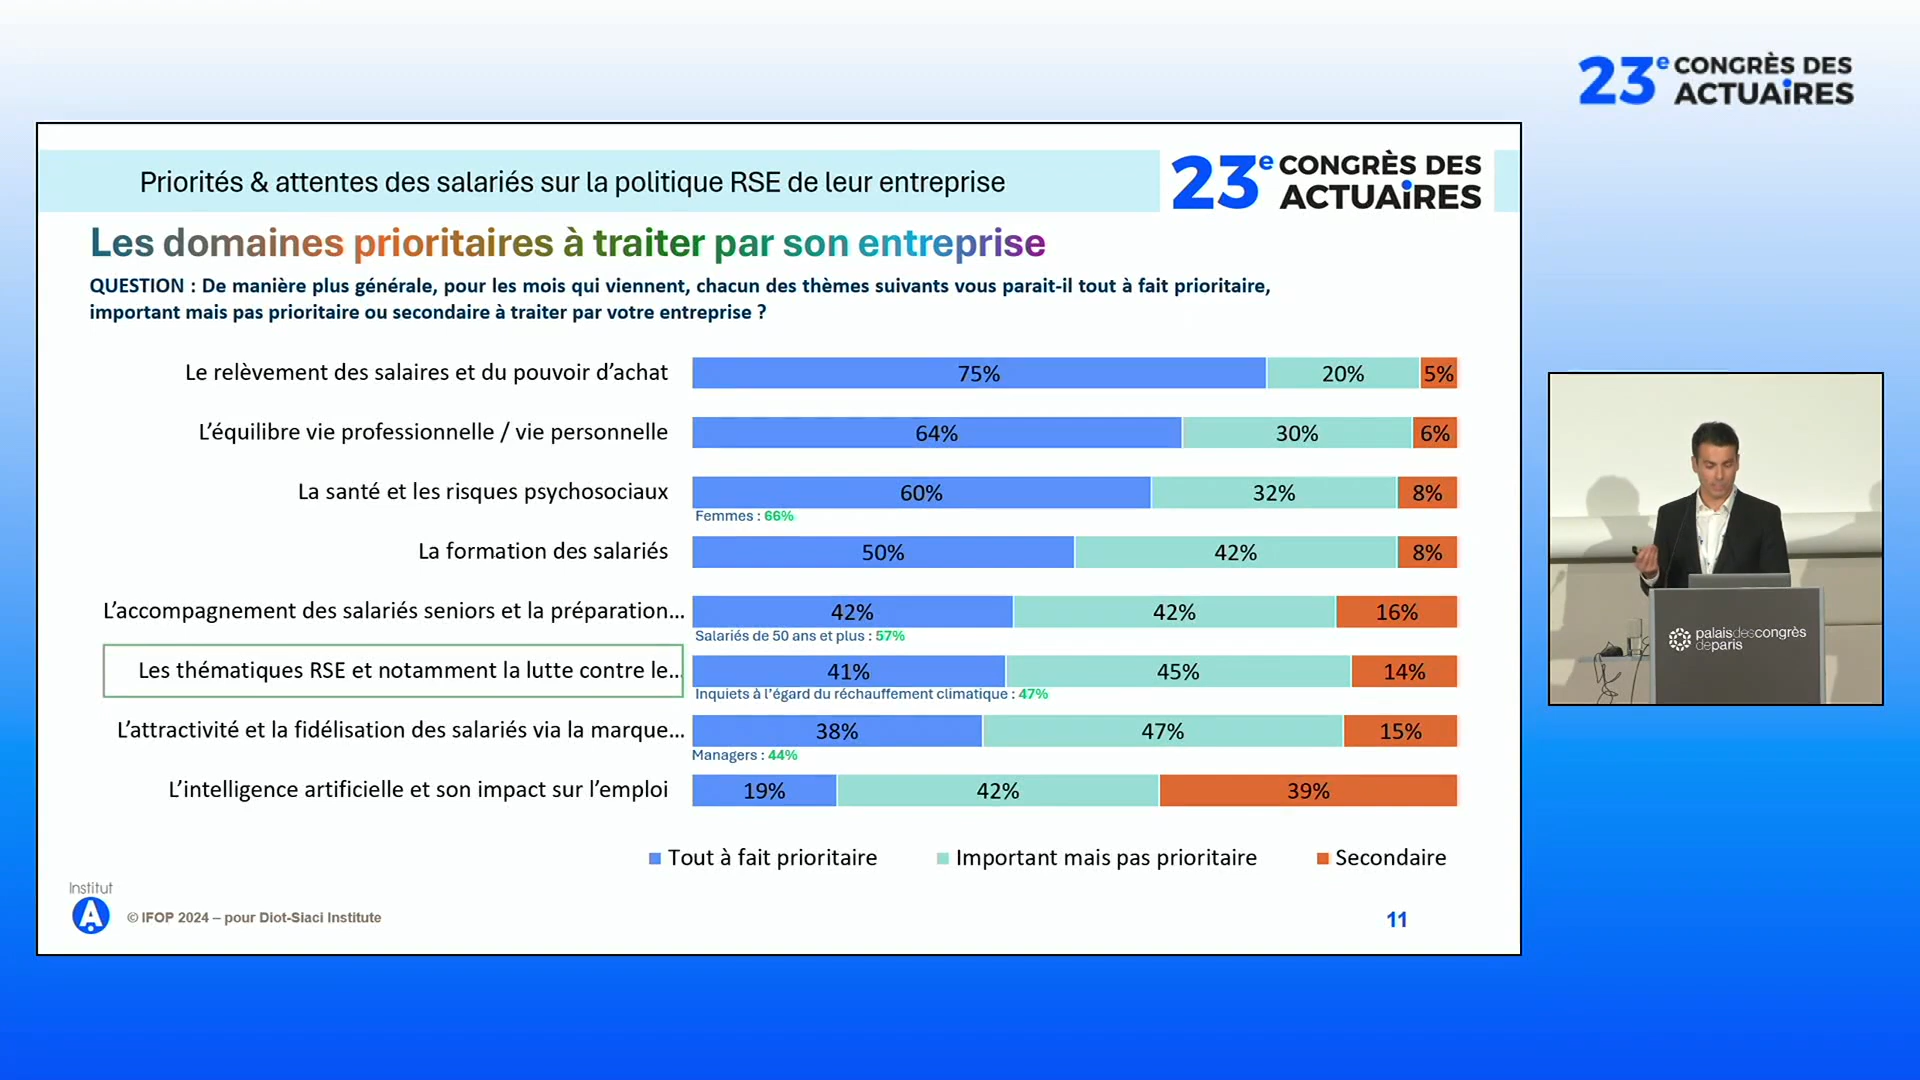 23e CONGRÈS DES
ACTUAIRES
Priorités & attentes des salariés sur la politique RSE de leur entreprise
23e CONGRÈS DES
ACTUAIRES
Les domaines prioritaires à traiter par son entreprise
QUESTION : De manière plus générale, pour les mois qui viennent, chacun des thèmes suivants vous parait-il tout à fait prioritaire,
important mais pas prioritaire ou secondaire à traiter par votre entreprise ?
Le relèvement des salaires et du pouvoir d’achat 75% 20% 5%
L’équilibre vie professionnelle / vie personnelle 64% 30% 6%
La santé et les risques psychosociaux 60% 32% 8%
Femmes : 66%
La formation des salariés 50% 42% 8%
L’accompagnement des salariés seniors et la préparation... 42% 42% 16%
Salariés de 50 ans et plus : 57%
Les thématiques RSE et notamment la lutte contre le... 41% 45% 14%
Inquiets à l’égard du réchauffement climatique : 47%
L’attractivité et la fidélisation des salariés via la marque... 38% 47% 15%
Managers : 44%
L’intelligence artificielle et son impact sur l’emploi 19% 42% 39%
Tout à fait prioritaire Important mais pas prioritaire Secondaire
Institut
A
© IFOP 2024 – pour Diot-Siaci Institute
11
palaisdescongrès
deparis